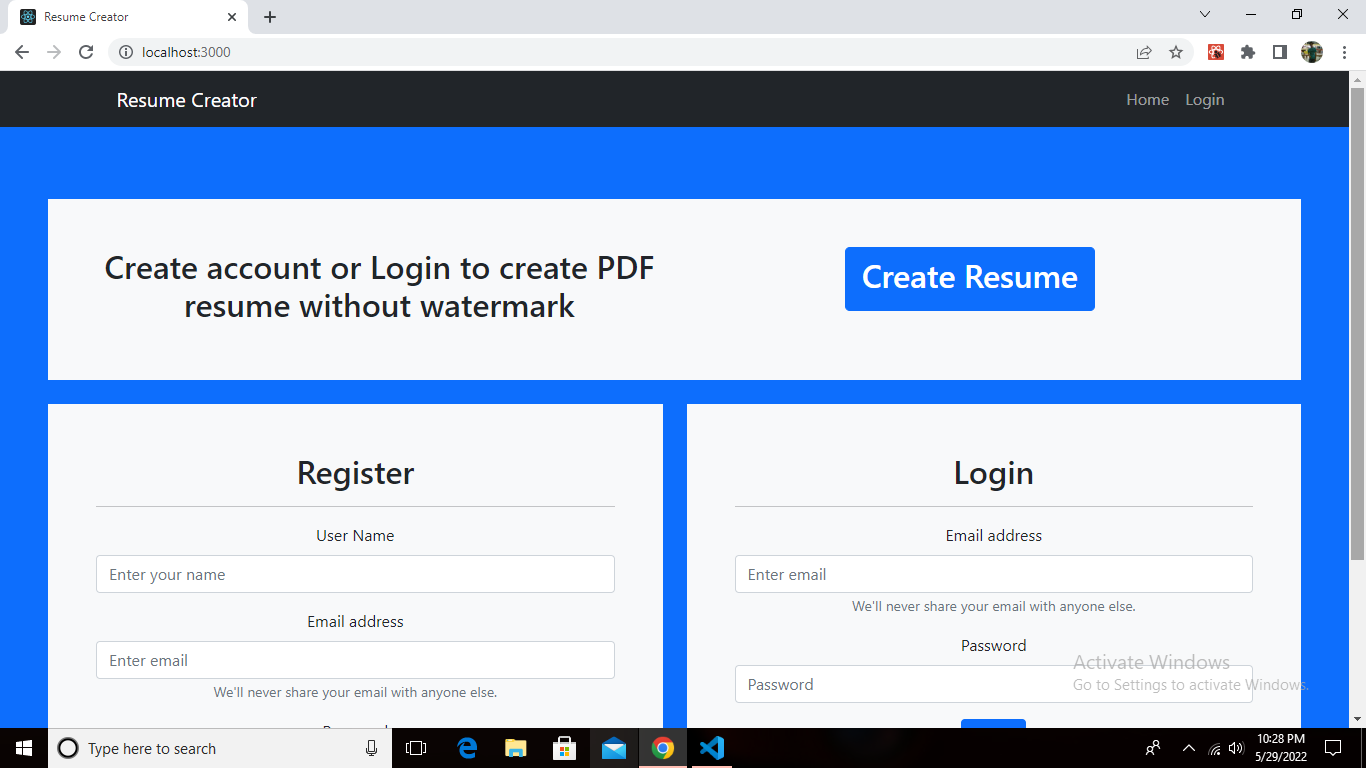 Resume Creator
localhost:3000
Resume Creator
Home
Login
Create account or Login to create PDF
resume without watermark
Create Resume
Register
User Name
Enter your name
Email address
Enter email
We'll never share your email with anyone else.
Login
Email address
Enter email
We'll never share your email with anyone else.
Password
Password
Activate Windows
Go to Settings to activate Windows.
Type here to search
10:28 PM
5/29/2022